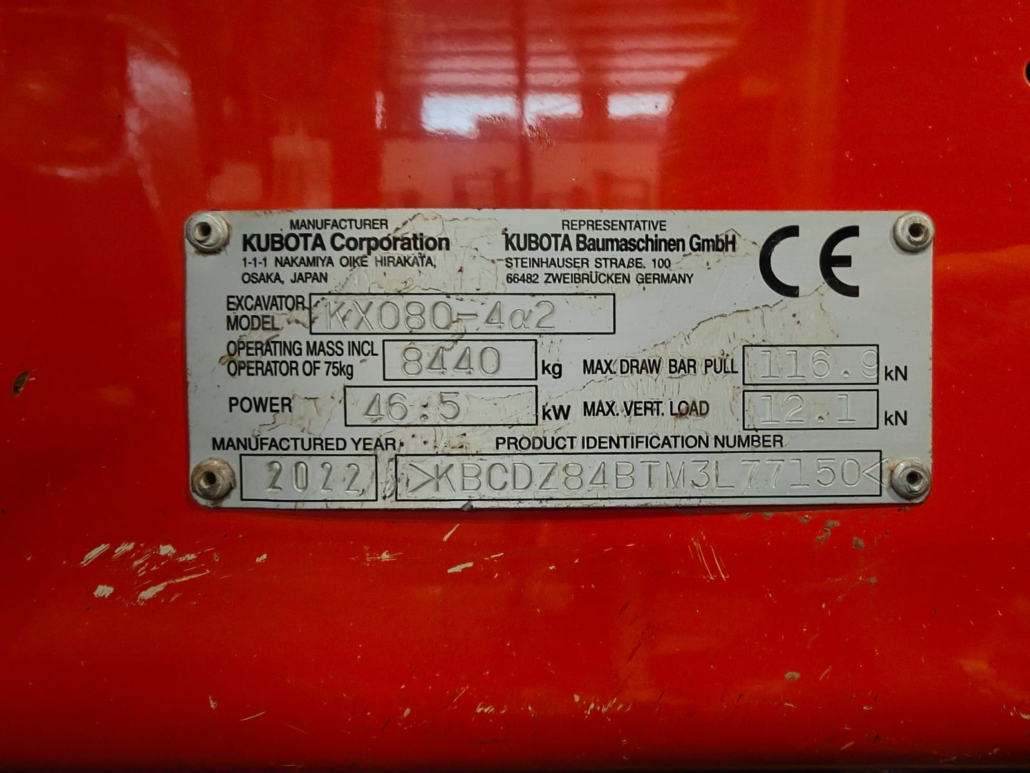 MANUFACTURER
KUBOTA Corporation
1-1-1 NAKAMIYA OIKE HIRAKATA,
OSAKA, JAPAN
REPRESENTATIVE
KUBOTA Baumaschinen GmbH
STEINHAUSER STRAßE. 100
66482 ZWEIBRÜCKEN GERMANY
CE
EXCAVATOR MODEL KX080-4α2
OPERATING MASS INCL
OPERATOR OF 75kg 8440 kg
MAX. DRAW BAR PULL 116.9 kN
POWER 46.5 kW
MAX. VERT. LOAD 12.1 kN
MANUFACTURED YEAR
2022
PRODUCT IDENTIFICATION NUMBER
>KBCDZ84BTM3L77150<